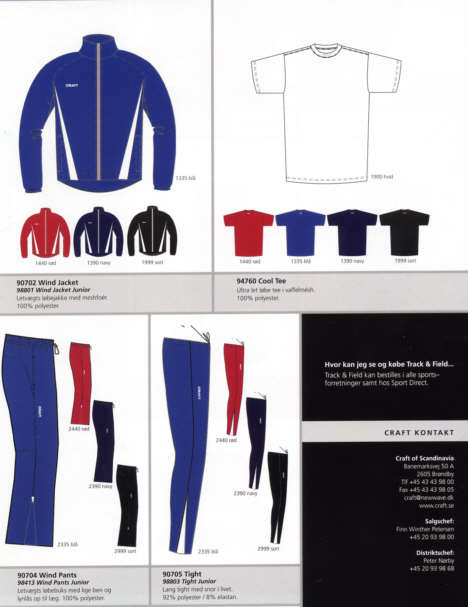 CRAFT
1335 blå
1900 hvid
1440 rød
1390 navy
1999 sort
1440 rød
1335 blå
1390 navy
1999 sort
90702 Wind Jacket
98801 Wind Jacket Junior
Letvægts løbejakke med meshfoér.
100% polyester.
94760 Cool Tee
Ultra let løbe tee i vaffelmesh.
100% polyester.
CRAFT
2440 rød
2390 navy
2335 blå
2999 sort
CRAFT
2440 rød
2390 navy
2335 blå
2999 sort
90704 Wind Pants
98413 Wind Pants Junior
Letvægts løbebuks med lige ben og
lynlås op til læg. 100% polyester.
90705 Tight
98803 Tight Junior
Lang tight med snor i livet.
92% polyester / 8% elastan.
Hvor kan jeg se og købe Track & Field...
Track & Field kan bestilles i alle sports-
forretninger samt hos Sport Direct.
CRAFT KONTAKT
Craft of Scandinavia
Banemarksvej 50 A
2605 Brøndby
Tlf +45 43 43 98 00
Fax +45 43 43 98 05
craft@newwave.dk
www.craft.se
Salgschef:
Finn Winther Petersen
+45 20 93 98 00
Distriktschef:
Peter Nørby
+45 20 93 98 68